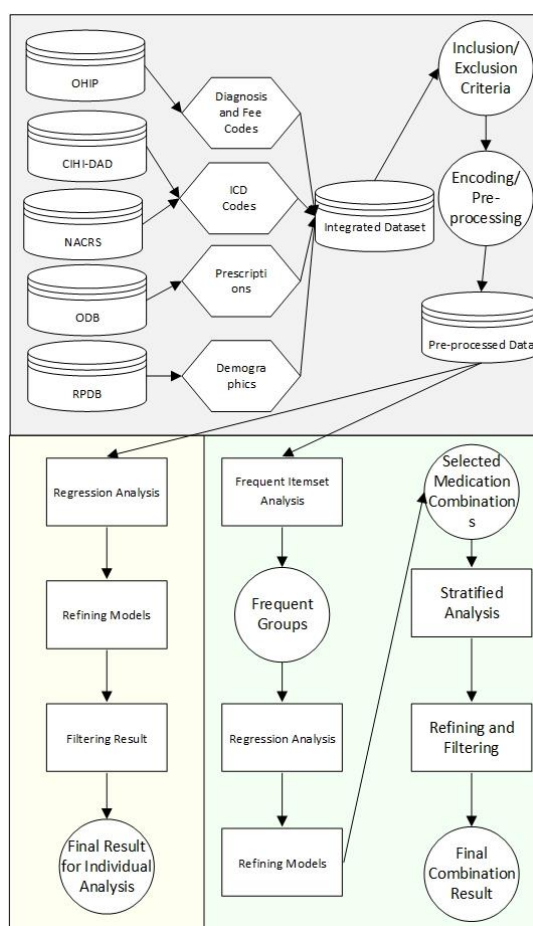 OHIP
CIHI-DAD
NACRS
ODB
RPDB
Diagnosis
and Fee
Codes
ICD
Codes
Prescripti
ons
Demogra
phics
Integrated Dataset
Inclusion/
Exclusion
Criteria
Encoding/
Pre-
processing
Pre-processed Data
Regression Analysis
Refining Models
Filtering Result
Final Result
for Individual
Analysis
Frequent Itemset
Analysis
Frequent
Groups
Regression Analysis
Refining Models
Selected
Medication
Combination
s
Stratified
Analysis
Refining and
Filtering
Final
Combination
Result